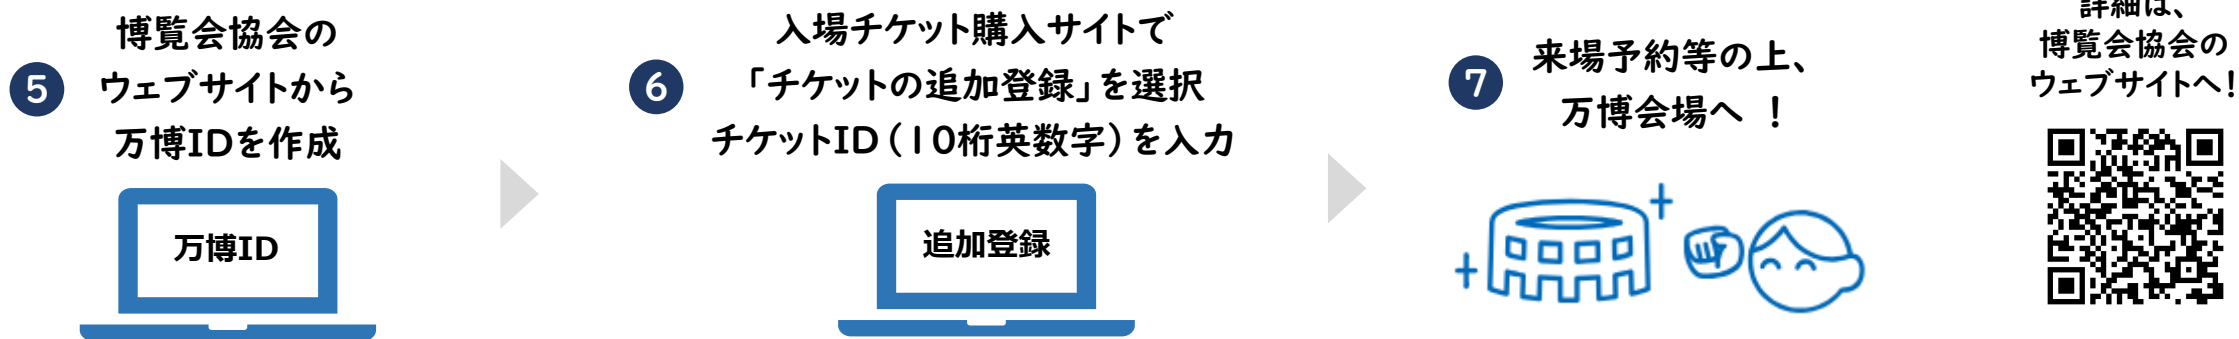 5
博覧会協会の
ウェブサイトから
万博IDを作成
万博ID
6
入場チケット購入サイトで
「チケットの追加登録」を選択
チケットID(10桁英数字)を入力
追加登録
7
来場予約等の上、
万博会場へ !
詳細は、
博覧会協会の
ウェブサイトへ!